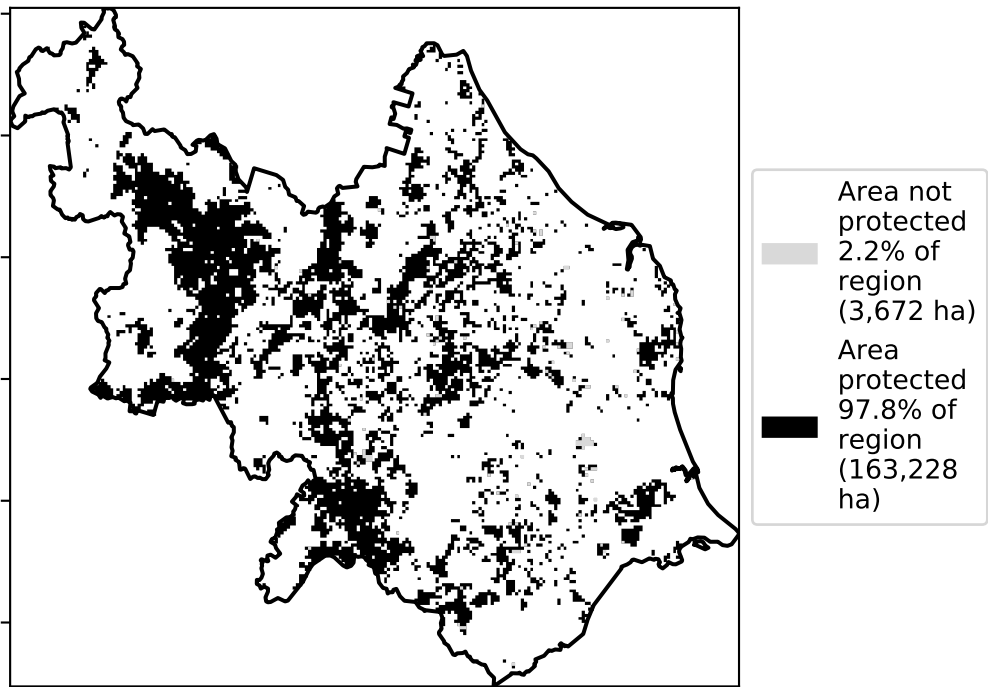 Area not
protected
2.2% of
region
(3,672 ha)
Area
protected
97.8% of
region
(163,228
ha)